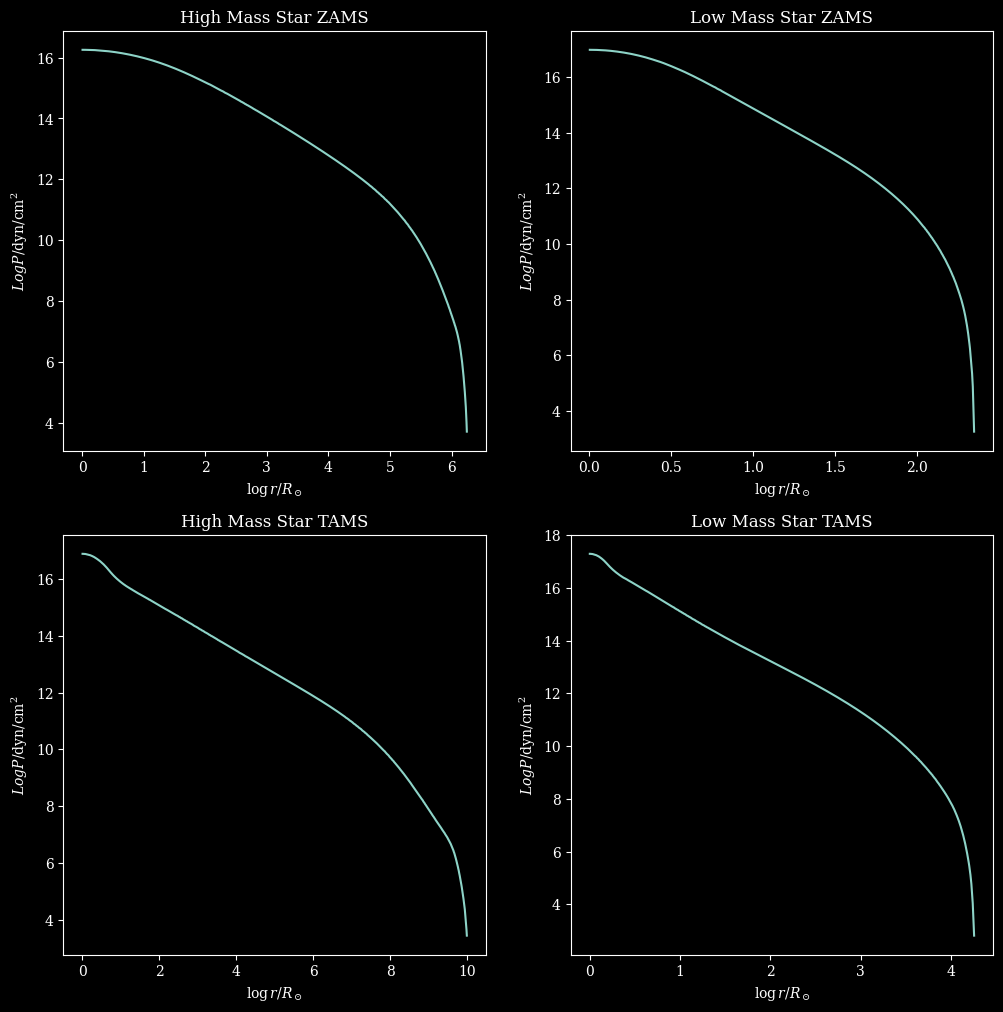 High Mass Star ZAMS
16
14
12
10
8
6
4
LogP/dyn/cm²
0 1 2 3 4 5 6
log r/R⊙
Low Mass Star ZAMS
16
14
12
10
8
6
4
LogP/dyn/cm²
0.0 0.5 1.0 1.5 2.0
log r/R⊙
High Mass Star TAMS
16
14
12
10
8
6
4
LogP/dyn/cm²
0 2 4 6 8 10
log r/R⊙
Low Mass Star TAMS
18
16
14
12
10
8
6
4
LogP/dyn/cm²
0 1 2 3 4
log r/R⊙